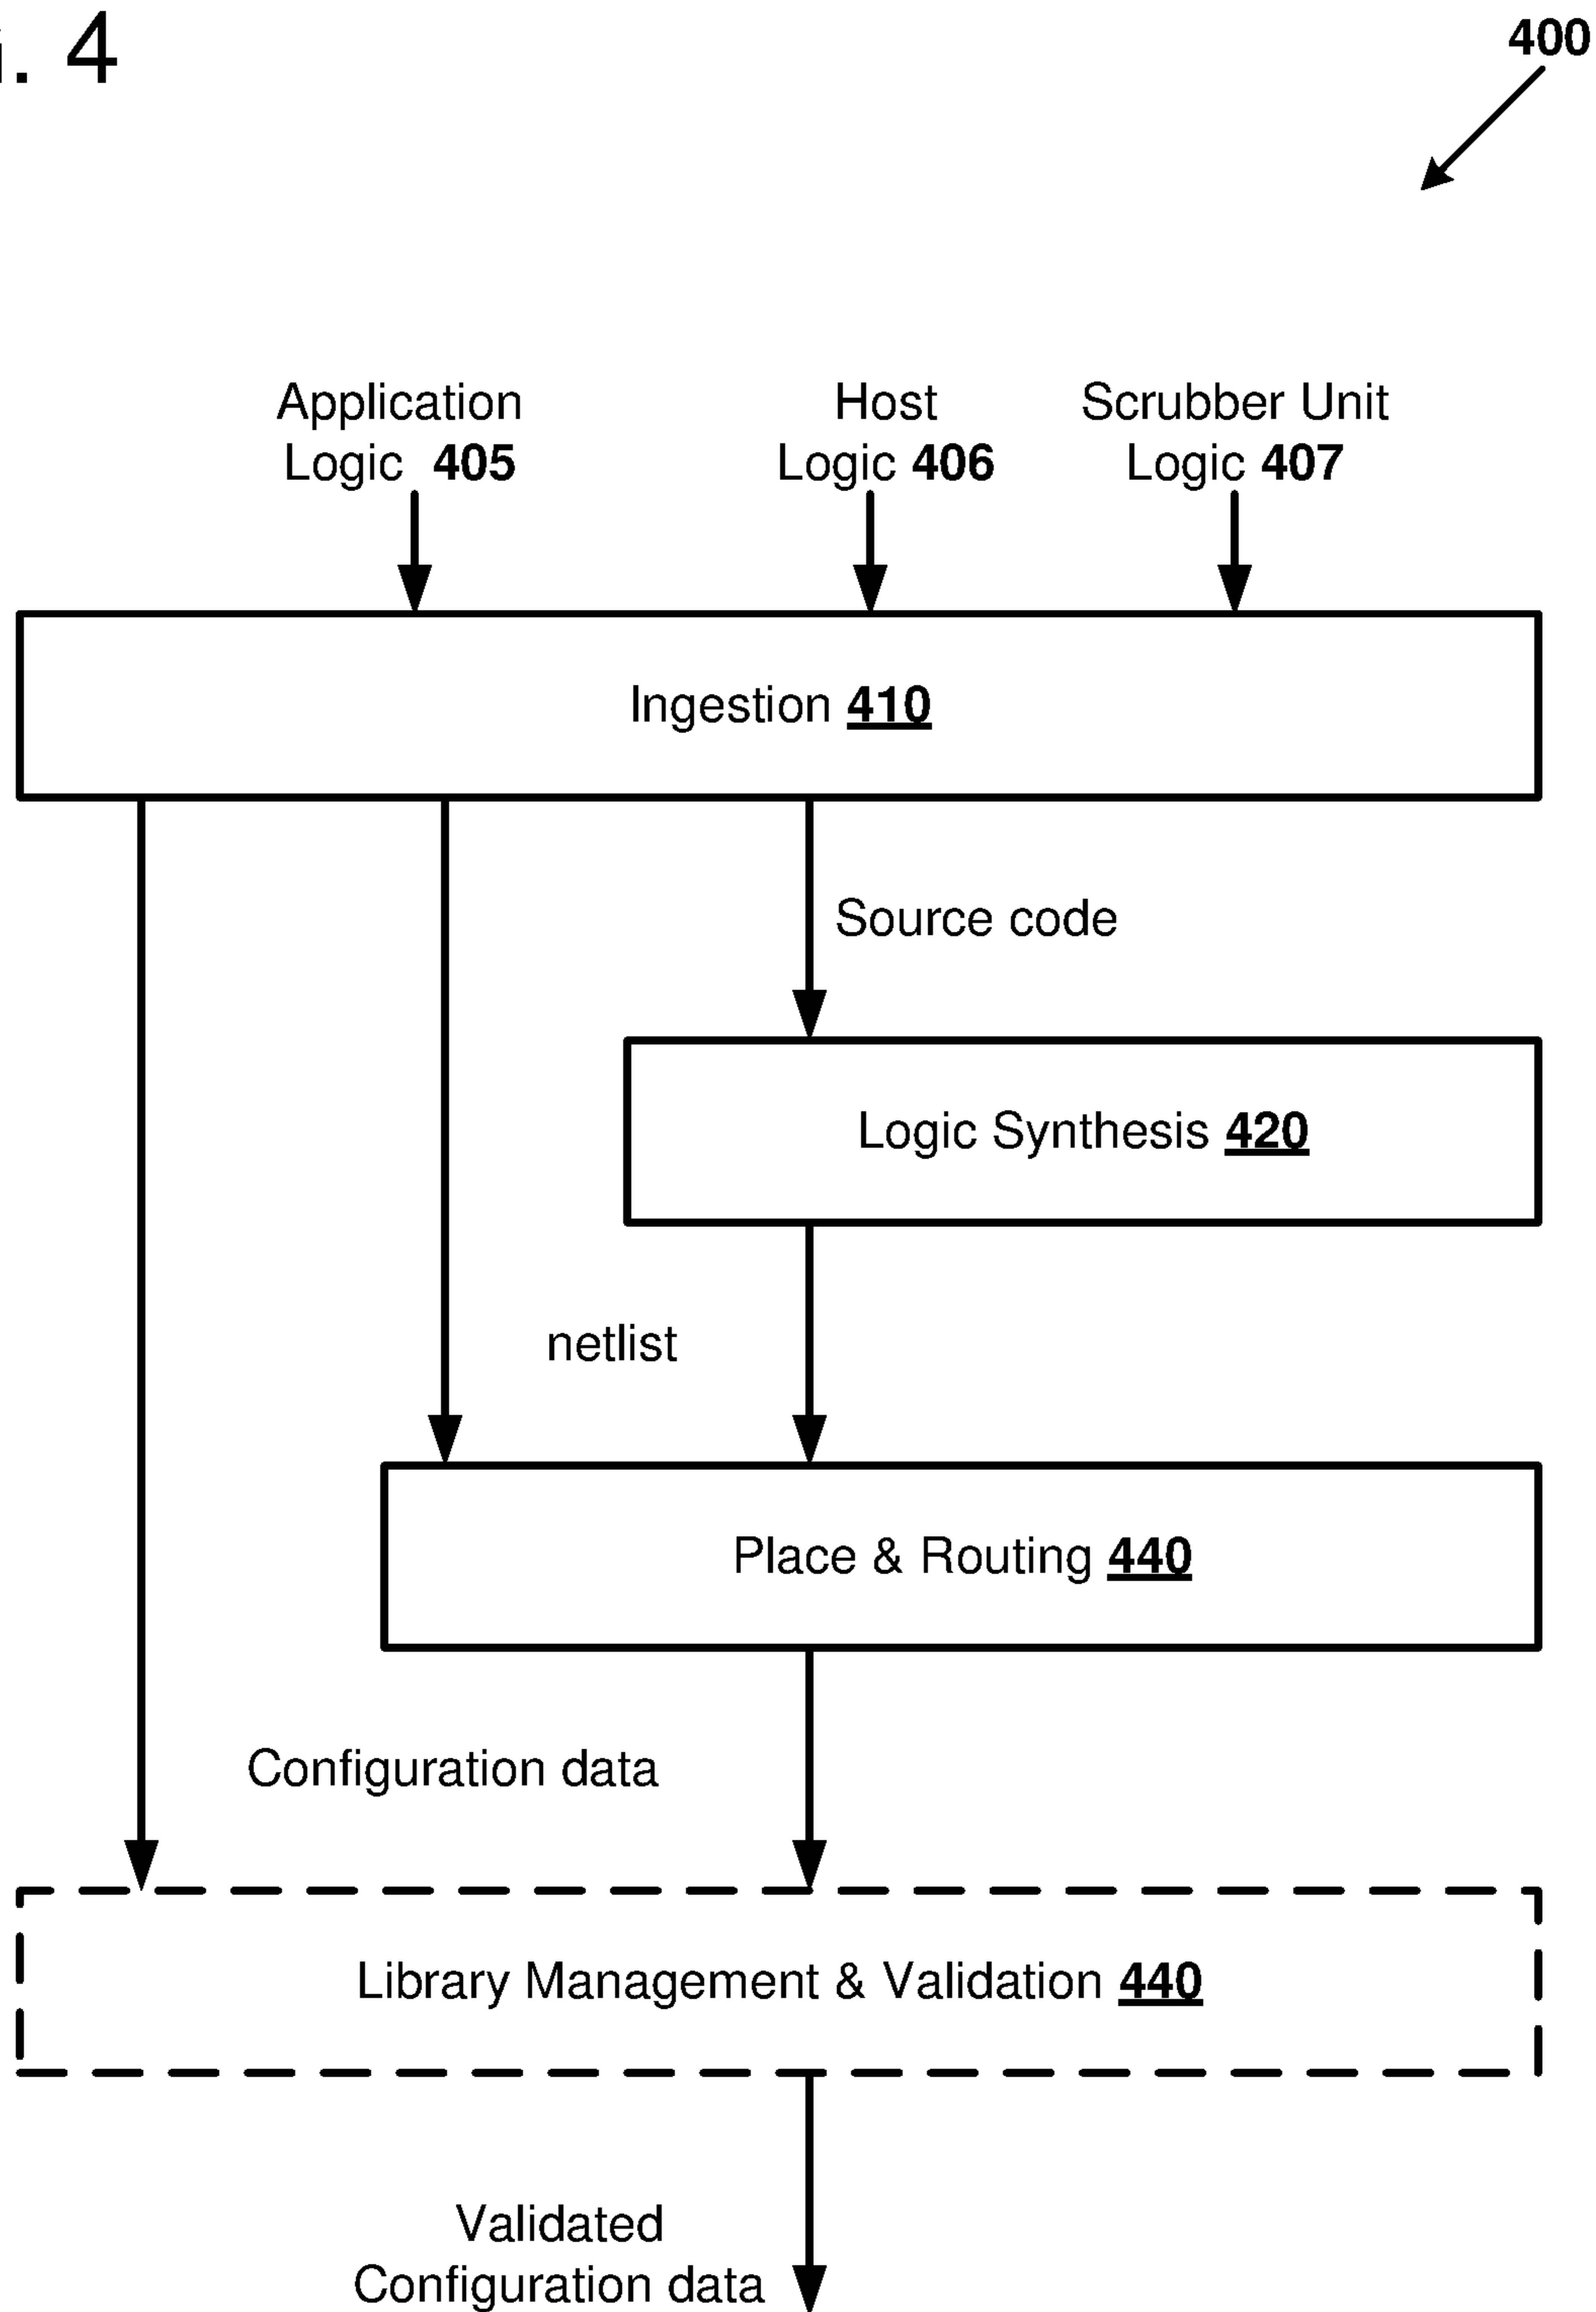 . 4
400
Application
Logic 405
Host
Logic 406
Scrubber Unit
Logic 407
Ingestion 410
Source code
Logic Synthesis 420
netlist
Place & Routing 440
Configuration data
Library Management & Validation 440
Validated
Configuration data